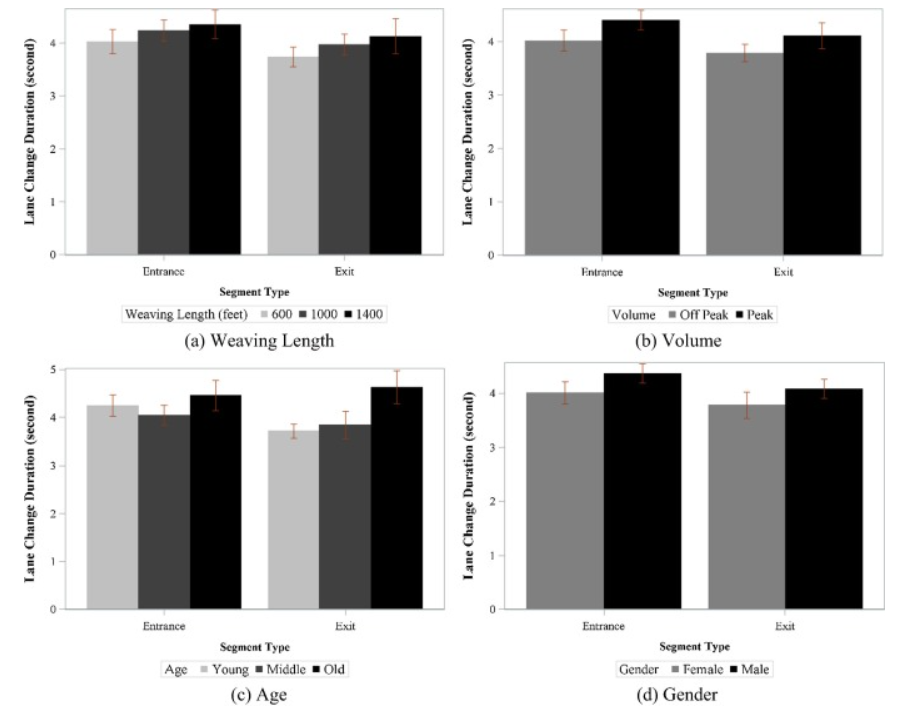 Lane Change Duration (second)
4
3
2
1
0
Entrance Exit
Segment Type
Weaving Length (feet) 600 1000 1400
(a) Weaving Length
Lane Change Duration (second)
4
3
2
1
0
Entrance Exit
Segment Type
Volume Off Peak Peak
(b) Volume
Lane Change Duration (second)
5
4
3
2
1
0
Entrance Exit
Segment Type
Age Young Middle Old
(c) Age
Lane Change Duration (second)
4
3
2
1
0
Entrance Exit
Segment Type
Gender Female Male
(d) Gender